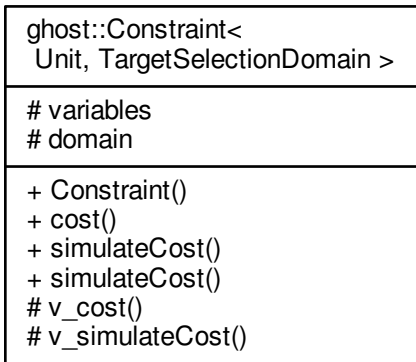 ghost::Constraint<
Unit, TargetSelectionDomain >
# variables
# domain
+ Constraint()
+ cost()
+ simulateCost()
+ simulateCost()
# v_cost()
# v_simulateCost()